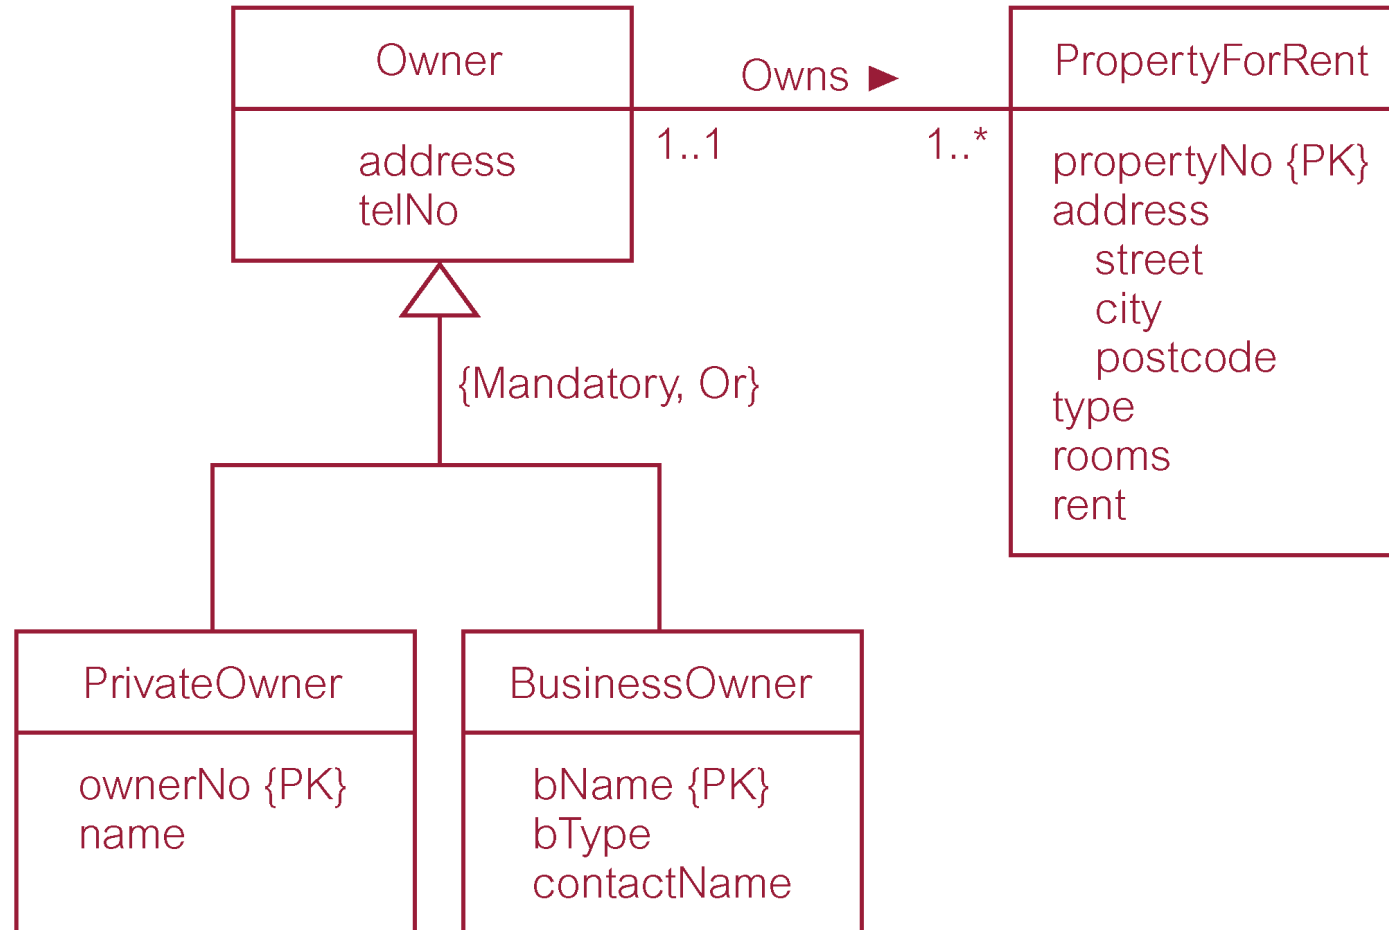 Owner
address
telNo
Owns ►
1..1
1..*
PropertyForRent
propertyNo {PK}
address
street
city
postcode
type
rooms
rent
{Mandatory, Or}
PrivateOwner
ownerNo {PK}
name
BusinessOwner
bName {PK}
bType
contactName